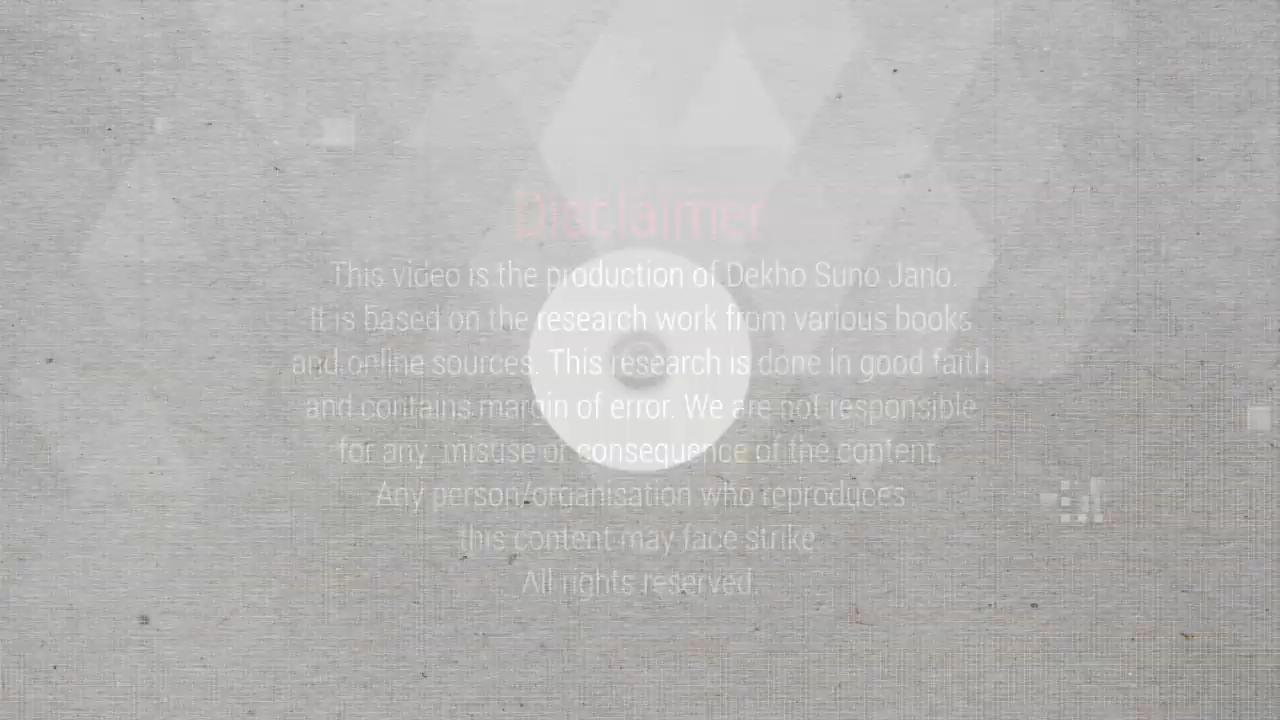 Disclaimer
This video is the production of Dekho Suno Jano.
It is based on the research work from various books
and online sources. This research is done in good faith
and contains margin of error. We are not responsible
for any misuse or consequence of the content.
Any person/organisation who reproduces
this content may face strike
All rights reserved.